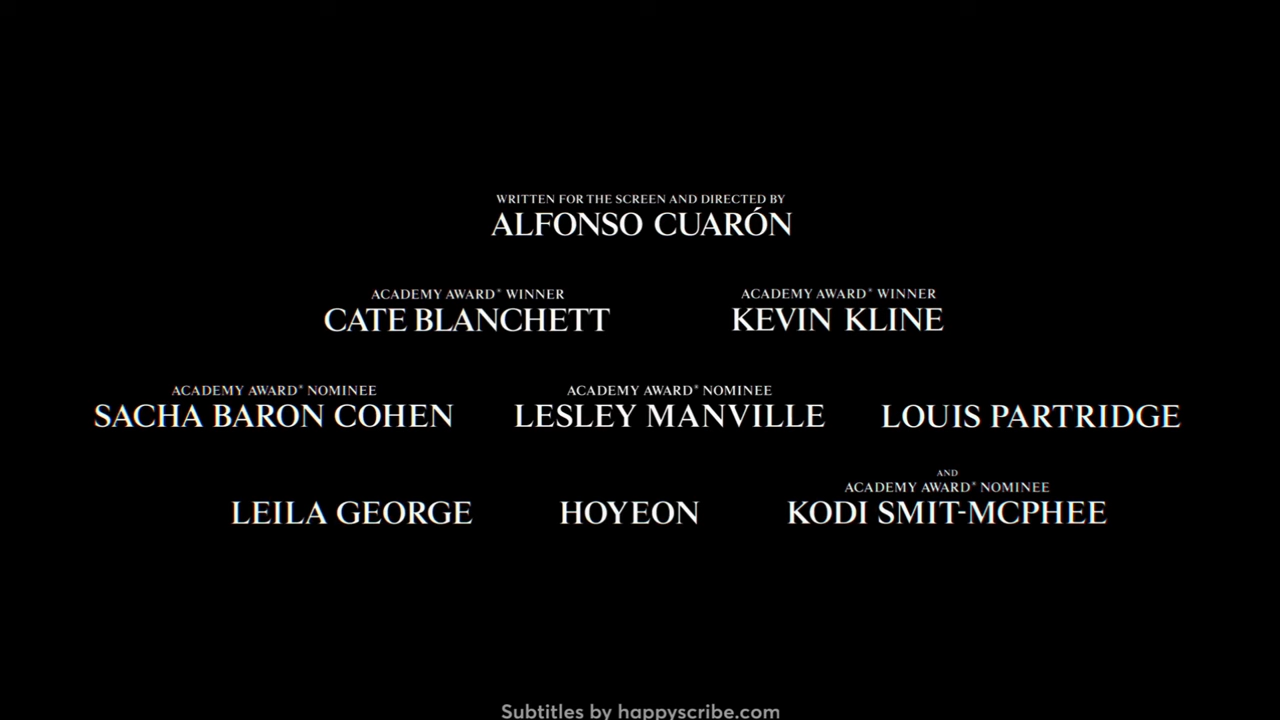 WRITTEN FOR THE SCREEN AND DIRECTED BY
ALFONSO CUARÓN
ACADEMY AWARD® WINNER
CATE BLANCHETT
ACADEMY AWARD® WINNER
KEVIN KLINE
ACADEMY AWARD® NOMINEE
SACHA BARON COHEN
ACADEMY AWARD® NOMINEE
LESLEY MANVILLE
LOUIS PARTRIDGE
LEILA GEORGE
HOYEON
AND
ACADEMY AWARD® NOMINEE
KODI SMIT-MCPHEE
Subtitles by happyscribe.com